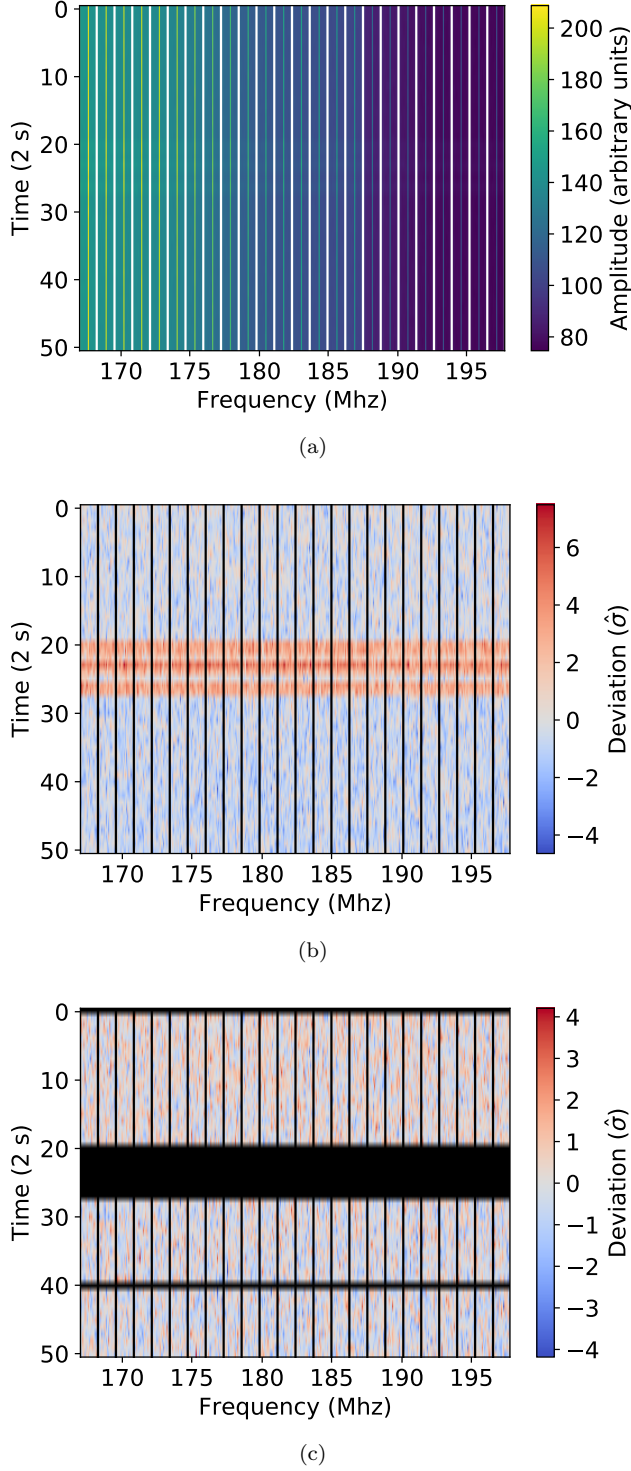 0
10
20
30
40
50
Time (2 s)
170 175 180 185 190 195
Frequency (Mhz)
200
180
160
140
120
100
80
Amplitude (arbitrary units)
(a)
0
10
20
30
40
50
Time (2 s)
170 175 180 185 190 195
Frequency (Mhz)
6
4
2
0
−2
−4
Deviation (σ̂)
(b)
0
10
20
30
40
50
Time (2 s)
170 175 180 185 190 195
Frequency (Mhz)
4
3
2
1
0
−1
−2
−3
−4
Deviation (σ̂)
(c)